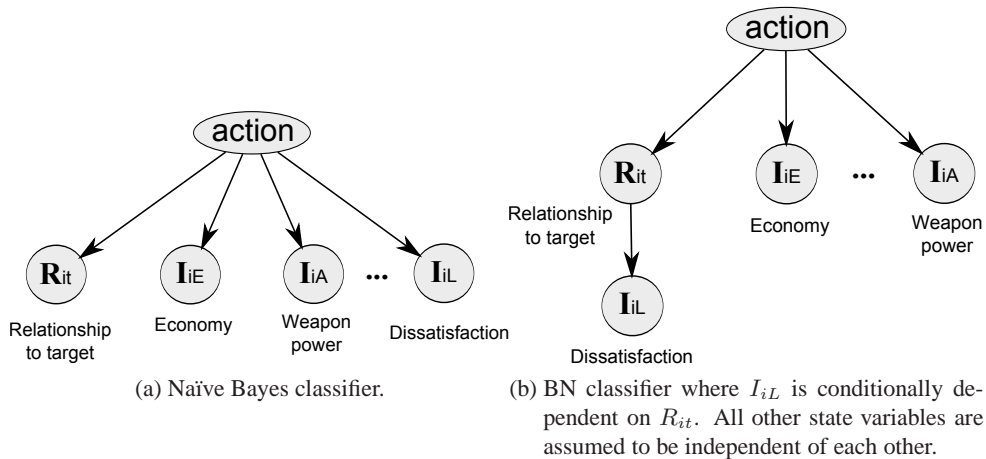 action
Rit
IiE
IiA
...
IiL
Relationship
to target
Economy
Weapon
power
Dissatisfaction
(a) Naïve Bayes classifier.
action
Rit
IiE
...
IiA
Relationship
to target
Economy
Weapon
power
IiL
Dissatisfaction
(b) BN classifier where IiL is conditionally de-
pendent on Rit. All other state variables are
assumed to be independent of each other.